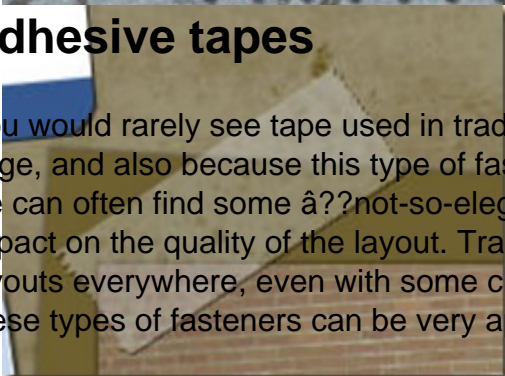 dhesive tapes
u would rarely see tape used in trad
ge, and also because this type of fas
e can often find some â??not-so-eleg
pact on the quality of the layout. Tra
youts everywhere, even with some c
ese types of fasteners can be very a